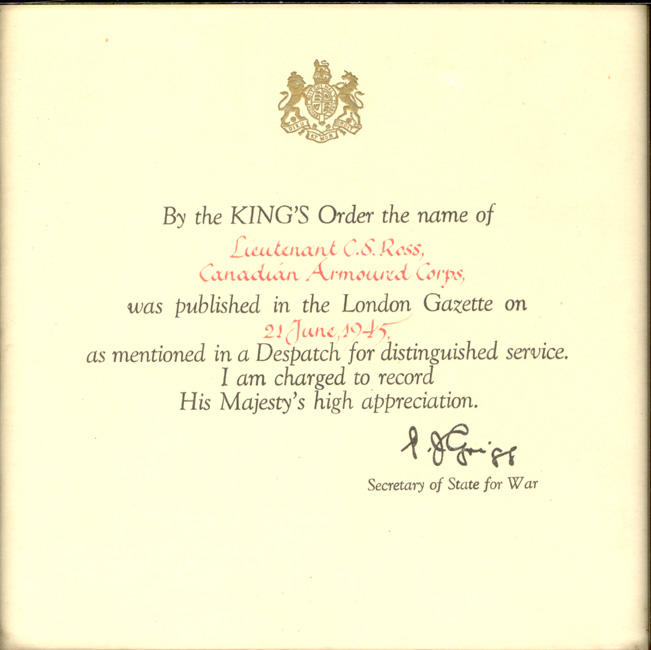 By the KING'S Order the name of
Lieutenant C.S. Ross,
Canadian Armoured Corps,
was published in the London Gazette on
21 June, 1945,
as mentioned in a Despatch for distinguished service.
I am charged to record
His Majesty's high appreciation.
P. J. Grigg
Secretary of State for War